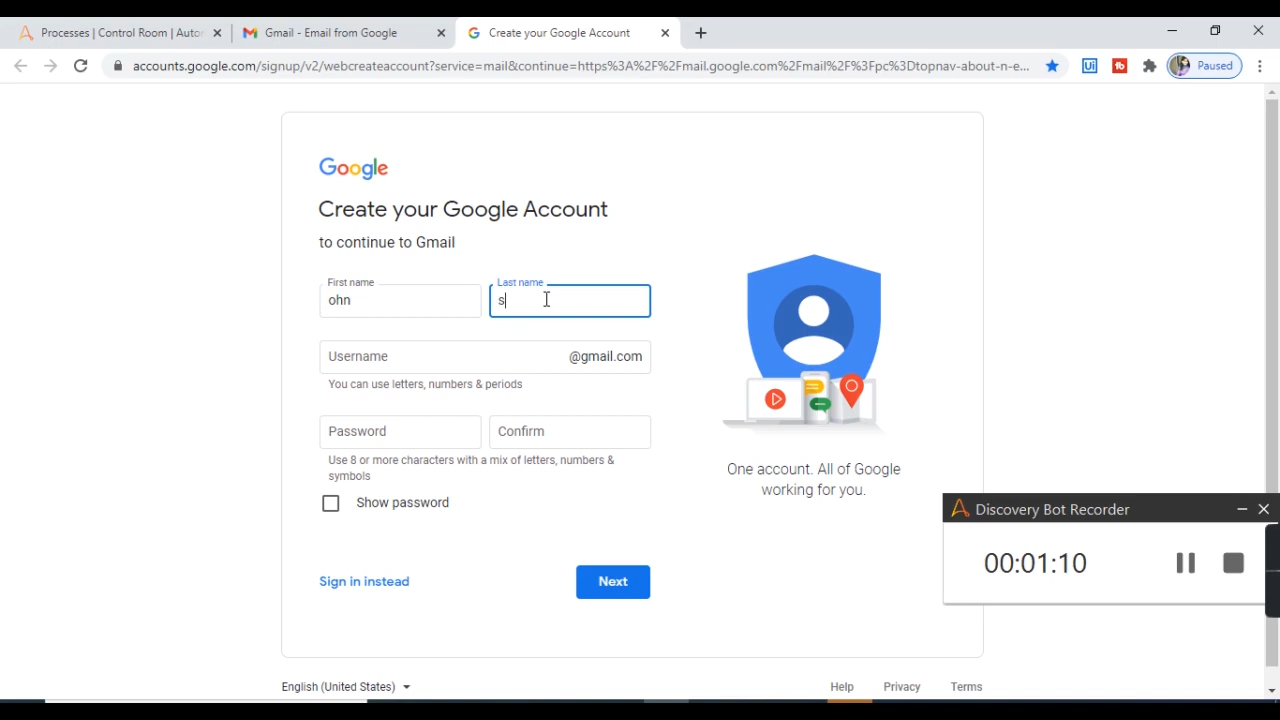 Processes | Control Room | Auto
Gmail - Email from Google
Create your Google Account
accounts.google.com/signup/v2/webcreateaccount?service=mail&continue=https%3A%2F%2Fmail.google.com%2Fmail%2F%3Fpc%3Dtopnav-about-n-e...
Paused
Google
Create your Google Account
to continue to Gmail
First name
Last name
ohn
s
Username
@gmail.com
You can use letters, numbers & periods
Password
Confirm
Use 8 or more characters with a mix of letters, numbers &
symbols
Show password
One account. All of Google
working for you.
Discovery Bot Recorder
00:01:10
Sign in instead
Next
English (United States)
Help
Privacy
Terms